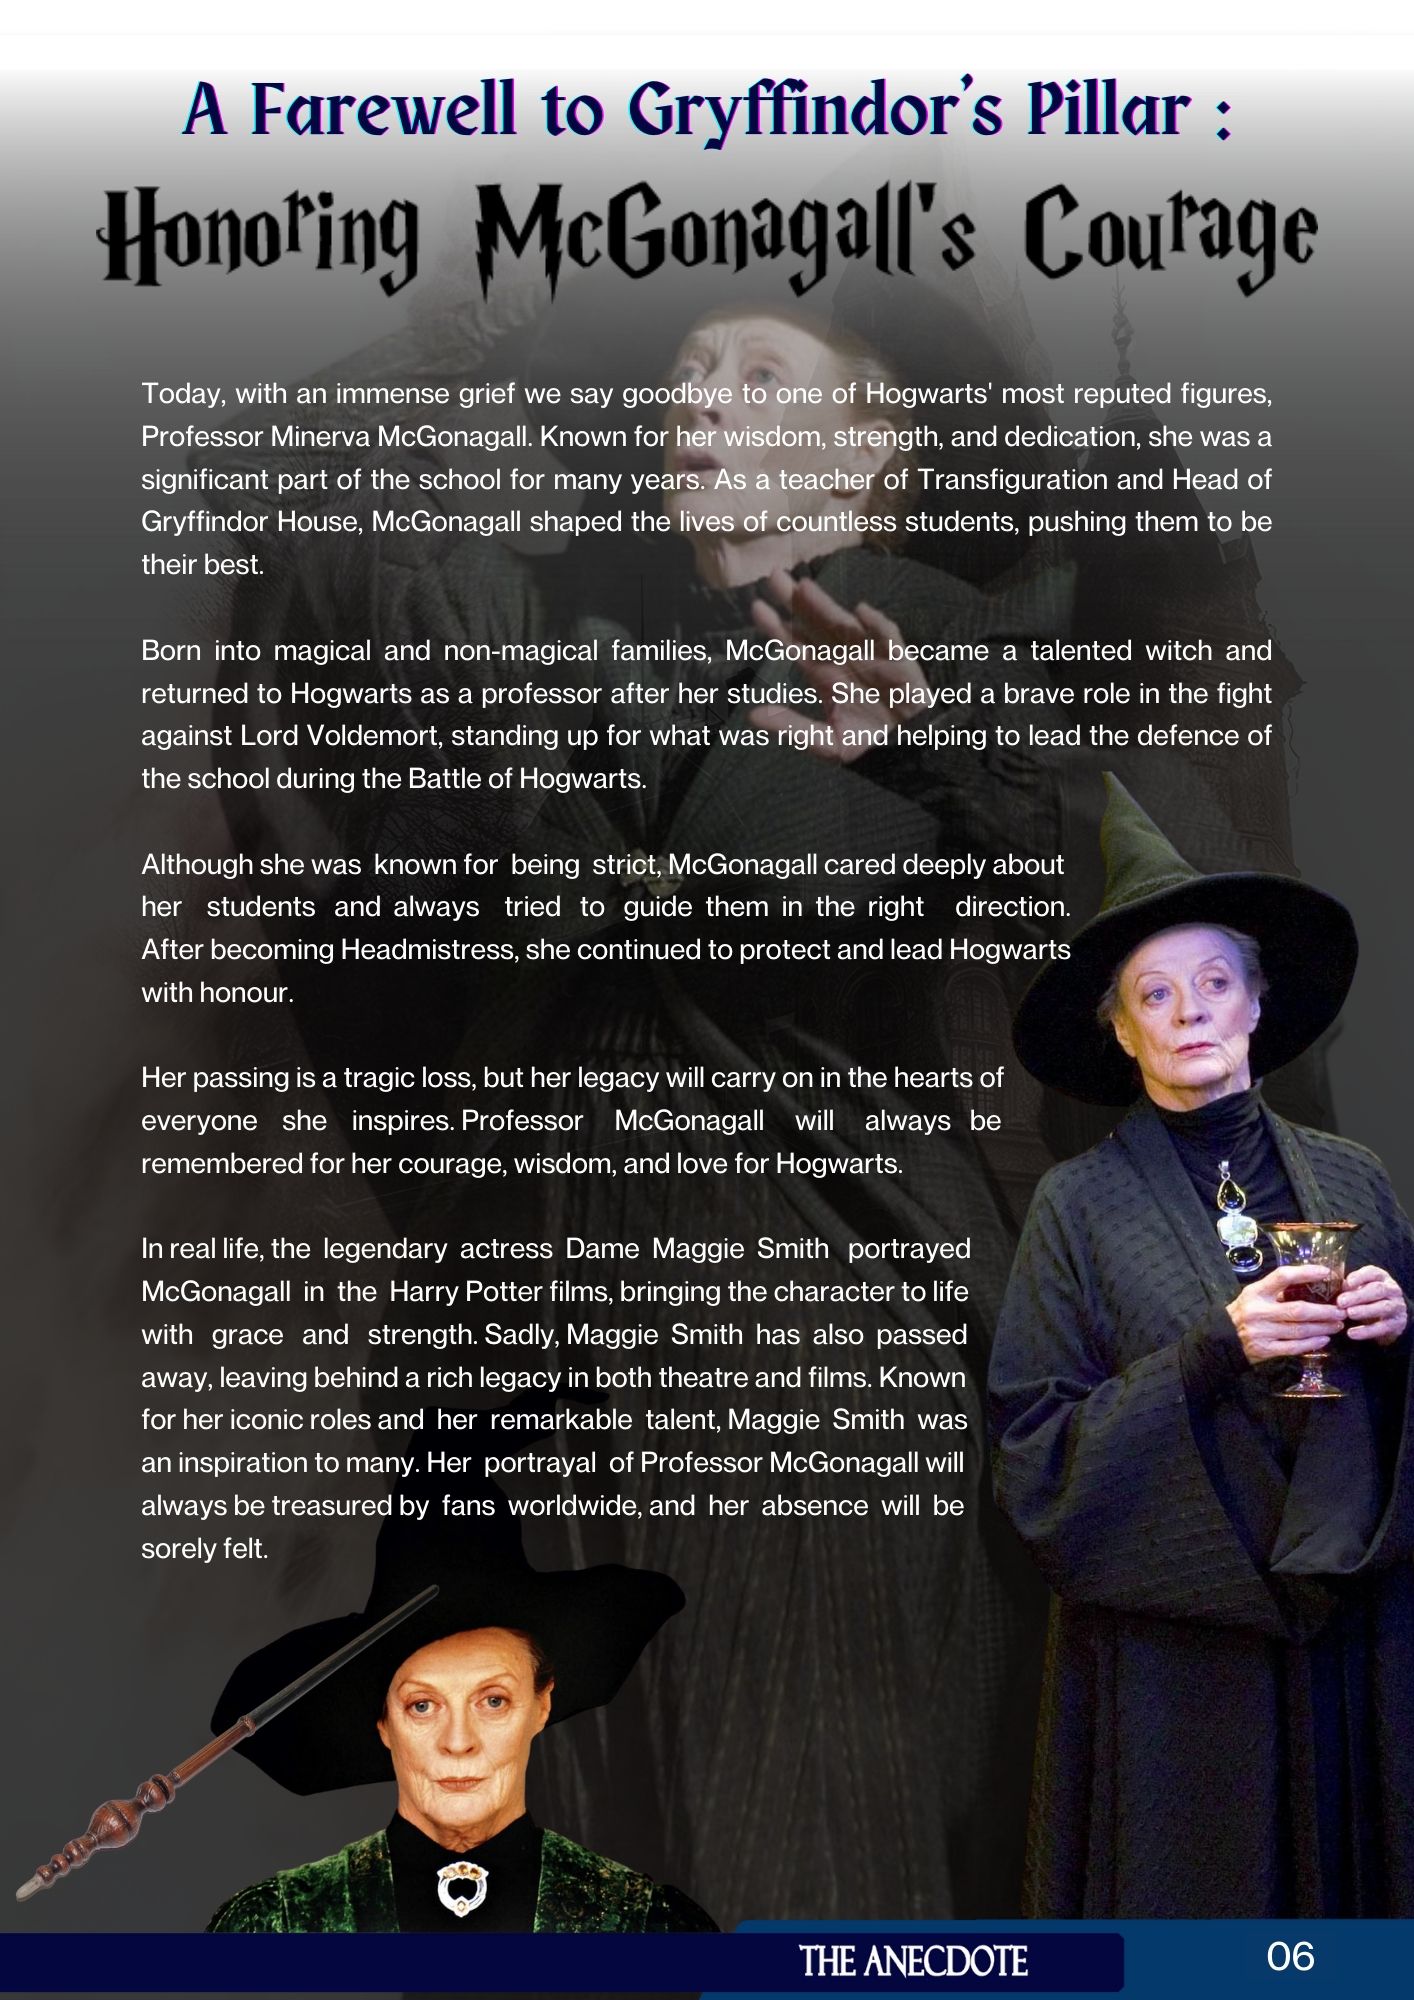 A Farewell to Gryffindor's Pillar :
Honoring McGonagall's Courage
Today, with an immense grief we say goodbye to one of Hogwarts' most reputed figures,
Professor Minerva McGonagall. Known for her wisdom, strength, and dedication, she was a
significant part of the school for many years. As a teacher of Transfiguration and Head of
Gryffindor House, McGonagall shaped the lives of countless students, pushing them to be
their best.
Born into magical and non-magical families, McGonagall became a talented witch and
returned to Hogwarts as a professor after her studies. She played a brave role in the fight
against Lord Voldemort, standing up for what was right and helping to lead the defence of
the school during the Battle of Hogwarts.
Although she was known for being strict, McGonagall cared deeply about
her students and always tried to guide them in the right direction.
After becoming Headmistress, she continued to protect and lead Hogwarts
with honour.
Her passing is a tragic loss, but her legacy will carry on in the hearts of
everyone she inspires. Professor McGonagall will always be
remembered for her courage, wisdom, and love for Hogwarts.
In real life, the legendary actress Dame Maggie Smith portrayed
McGonagall in the Harry Potter films, bringing the character to life
with grace and strength. Sadly, Maggie Smith has also passed
away, leaving behind a rich legacy in both theatre and films. Known
for her iconic roles and her remarkable talent, Maggie Smith was
an inspiration to many. Her portrayal of Professor McGonagall will
always be treasured by fans worldwide, and her absence will be
sorely felt.
THE ANECDOTE
06